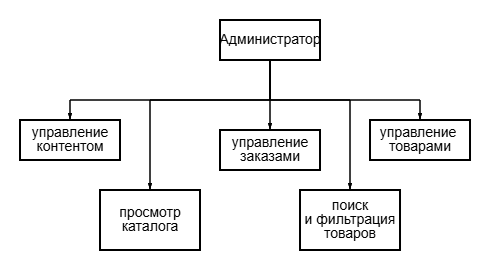 Администратор
управление
контентом
управление
заказами
управление
товарами
просмотр
каталога
поиск
и фильтрация
товаров